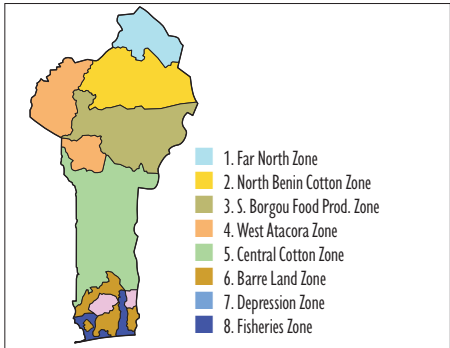 1. Far North Zone
2. North Benin Cotton Zone
3. S. Borgou Food Prod. Zone
4. West Atacora Zone
5. Central Cotton Zone
6. Barre Land Zone
7. Depression Zone
8. Fisheries Zone